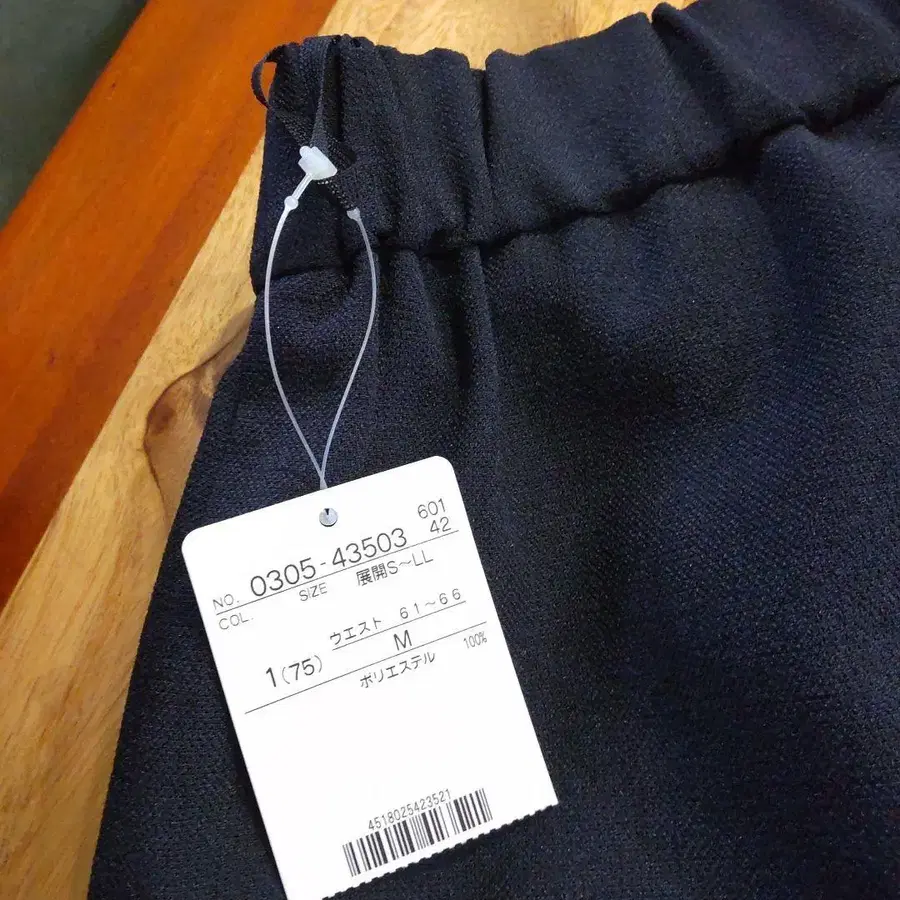 NO. 0305-43503 601 42
COL. SIZE 展開S～LL
ウエスト 61～66
1(75) M
ポリエステル 100%
4518025423521